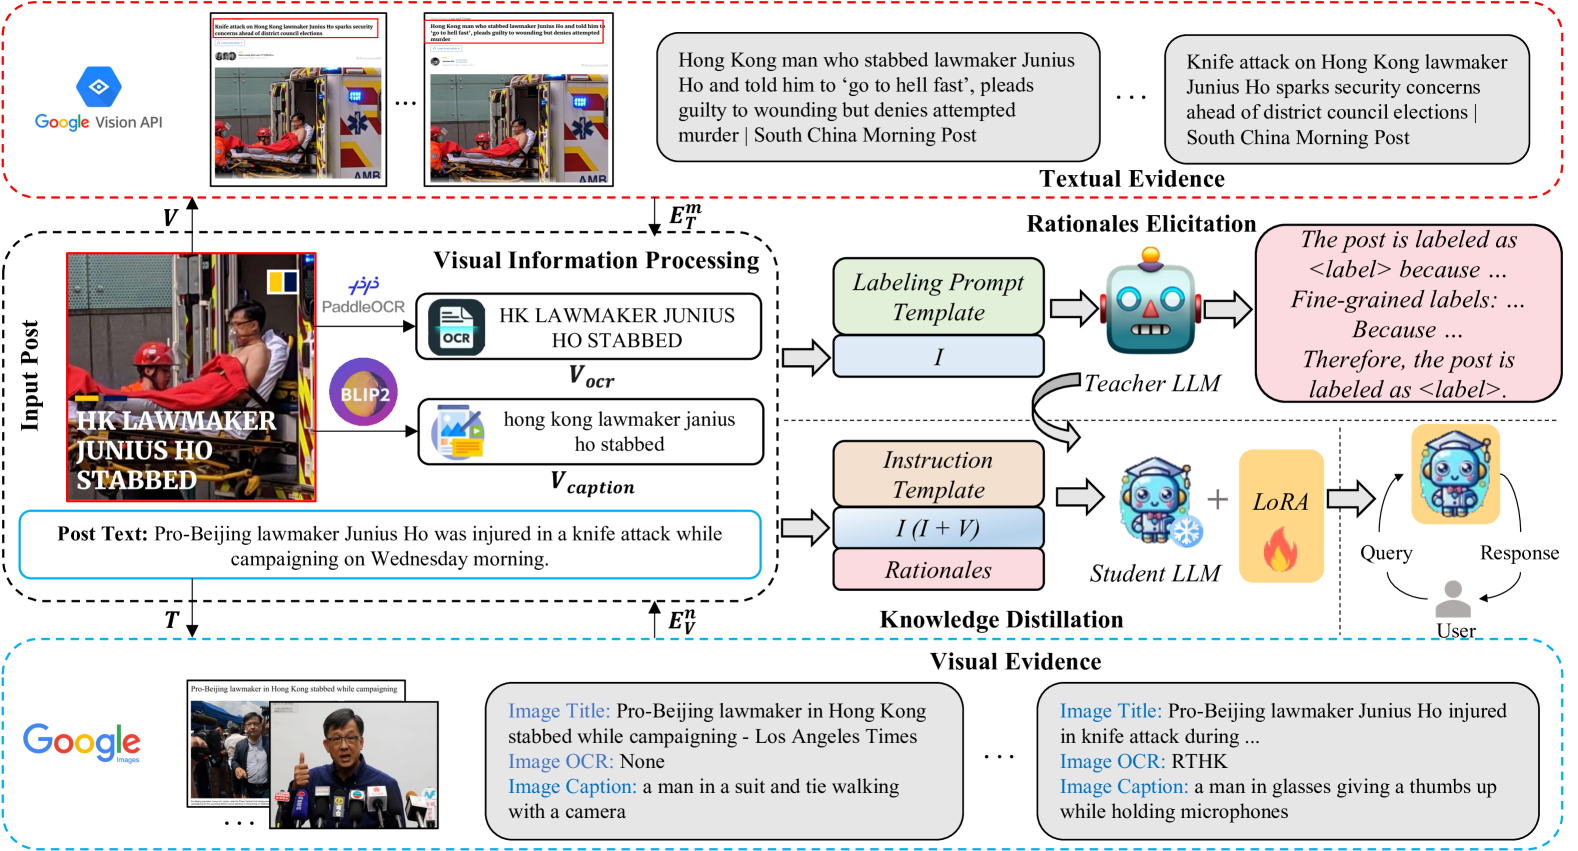 Google Vision API
Knife attack on Hong Kong lawmaker Junius Ho sparks security
concerns ahead of district council elections
AMB
...
Hong Kong man who stabbed lawmaker Junius Ho and told him to
‘go to hell fast’, pleads guilty to wounding but denies attempted
murder
AMB
Hong Kong man who stabbed lawmaker Junius
Ho and told him to ‘go to hell fast’, pleads
guilty to wounding but denies attempted
murder | South China Morning Post
...
Knife attack on Hong Kong lawmaker
Junius Ho sparks security concerns
ahead of district council elections |
South China Morning Post
Textual Evidence
V
E_T^m
Input Post
Visual Information Processing
HK LAWMAKER
JUNIUS HO
STABBED
PaddleOCR
OCR
HK LAWMAKER JUNIUS
HO STABBED
V_ocr
BLIP2
hong kong lawmaker janius
ho stabbed
V_caption
Post Text: Pro-Beijing lawmaker Junius Ho was injured in a knife attack while
campaigning on Wednesday morning.
Rationales Elicitation
Labeling Prompt
Template
I
Teacher LLM
The post is labeled as
<label> because ...
Fine-grained labels: ...
Because ...
Therefore, the post is
labeled as <label>.
Instruction
Template
I (I + V)
Rationales
Student LLM
+
LoRA
Query
Response
User
Knowledge Distillation
T
E_V^n
Visual Evidence
Google
Images
Pro-Beijing lawmaker in Hong Kong stabbed while campaigning
...
Image Title: Pro-Beijing lawmaker in Hong Kong
stabbed while campaigning - Los Angeles Times
Image OCR: None
Image Caption: a man in a suit and tie walking
with a camera
...
Image Title: Pro-Beijing lawmaker Junius Ho injured
in knife attack during ...
Image OCR: RTHK
Image Caption: a man in glasses giving a thumbs up
while holding microphones